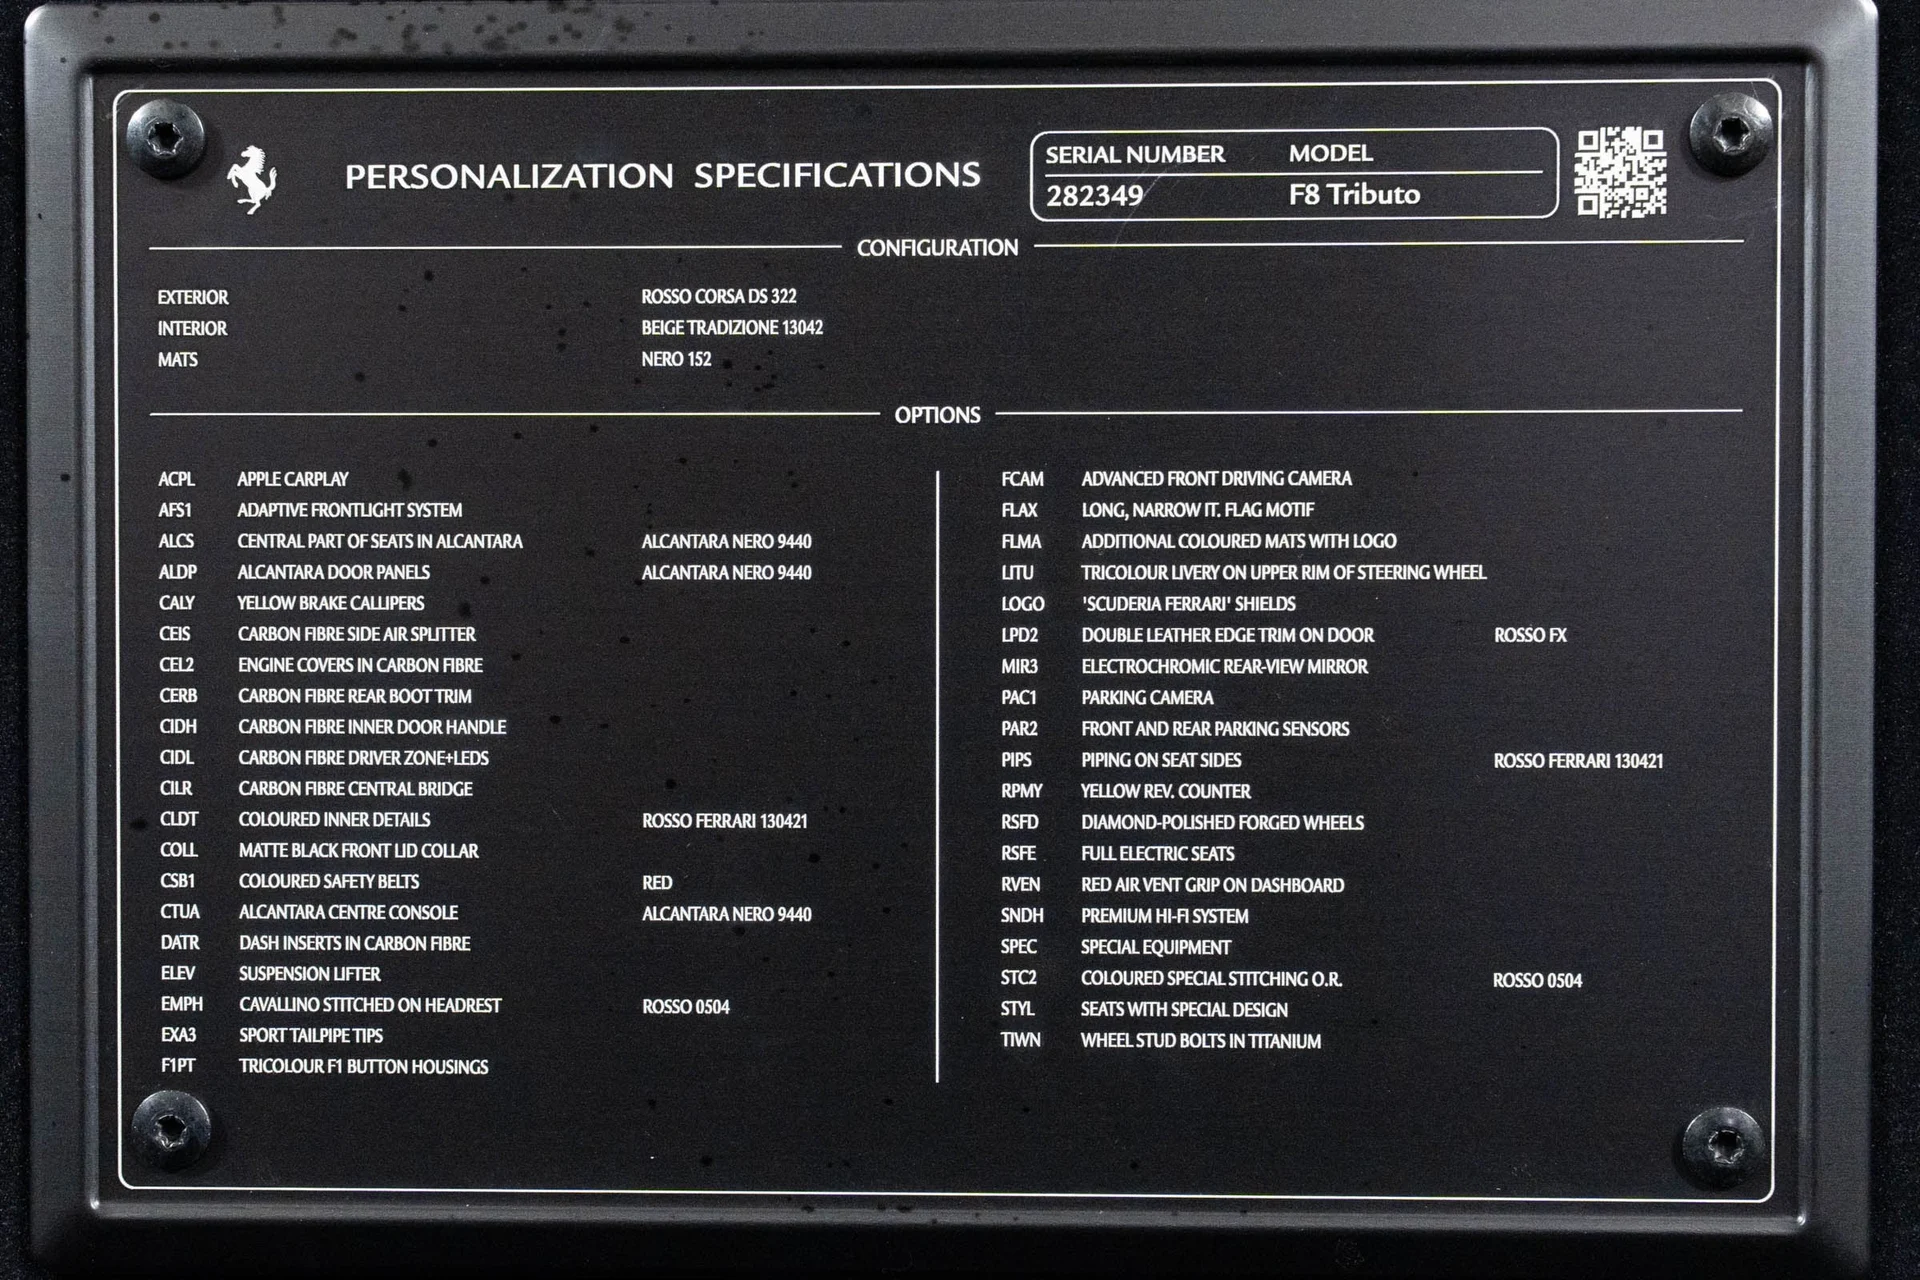 PERSONALIZATION SPECIFICATIONS
SERIAL NUMBER MODEL
282349 F8 Tributo
CONFIGURATION
EXTERIOR ROSSO CORSA DS 322
INTERIOR BEIGE TRADIZIONE 13042
MATS NERO 152
OPTIONS
ACPL APPLE CARPLAY
AFS1 ADAPTIVE FRONTLIGHT SYSTEM
ALCS CENTRAL PART OF SEATS IN ALCANTARA ALCANTARA NERO 9440
ALDP ALCANTARA DOOR PANELS ALCANTARA NERO 9440
CALY YELLOW BRAKE CALLIPERS
CEIS CARBON FIBRE SIDE AIR SPLITTER
CEL2 ENGINE COVERS IN CARBON FIBRE
CERB CARBON FIBRE REAR BOOT TRIM
CIDH CARBON FIBRE INNER DOOR HANDLE
CIDL CARBON FIBRE DRIVER ZONE+LEDS
CILR CARBON FIBRE CENTRAL BRIDGE
CLDT COLOURED INNER DETAILS ROSSO FERRARI 130421
COLL MATTE BLACK FRONT LID COLLAR
CSB1 COLOURED SAFETY BELTS RED
CTUA ALCANTARA CENTRE CONSOLE ALCANTARA NERO 9440
DATR DASH INSERTS IN CARBON FIBRE
ELEV SUSPENSION LIFTER
EMPH CAVALLINO STITCHED ON HEADREST ROSSO 0504
EXA3 SPORT TAILPIPE TIPS
F1PT TRICOLOUR F1 BUTTON HOUSINGS
FCAM ADVANCED FRONT DRIVING CAMERA
FLAX LONG, NARROW IT. FLAG MOTIF
FLMA ADDITIONAL COLOURED MATS WITH LOGO
LITU TRICOLOUR LIVERY ON UPPER RIM OF STEERING WHEEL
LOGO 'SCUDERIA FERRARI' SHIELDS
LPD2 DOUBLE LEATHER EDGE TRIM ON DOOR ROSSO FX
MIR3 ELECTROCHROMIC REAR-VIEW MIRROR
PAC1 PARKING CAMERA
PAR2 FRONT AND REAR PARKING SENSORS
PIPS PIPING ON SEAT SIDES ROSSO FERRARI 130421
RPMY YELLOW REV. COUNTER
RSFD DIAMOND-POLISHED FORGED WHEELS
RSFE FULL ELECTRIC SEATS
RVEN RED AIR VENT GRIP ON DASHBOARD
SNDH PREMIUM HI-FI SYSTEM
SPEC SPECIAL EQUIPMENT
STC2 COLOURED SPECIAL STITCHING O.R. ROSSO 0504
STYL SEATS WITH SPECIAL DESIGN
TIWN WHEEL STUD BOLTS IN TITANIUM